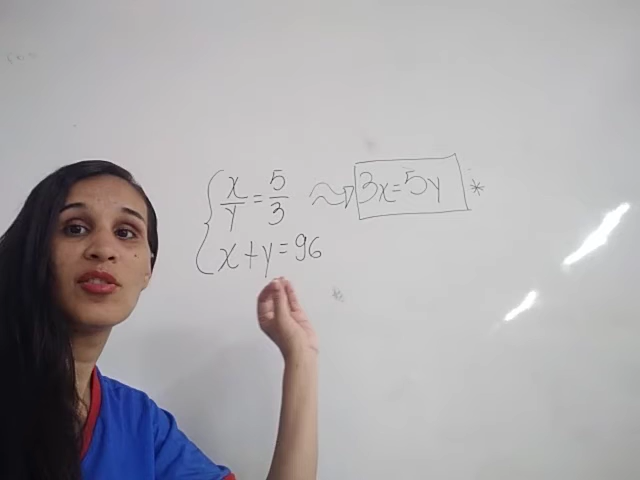 x/y = 5/3 ⇒ 3x=5y *
x+y=96
*